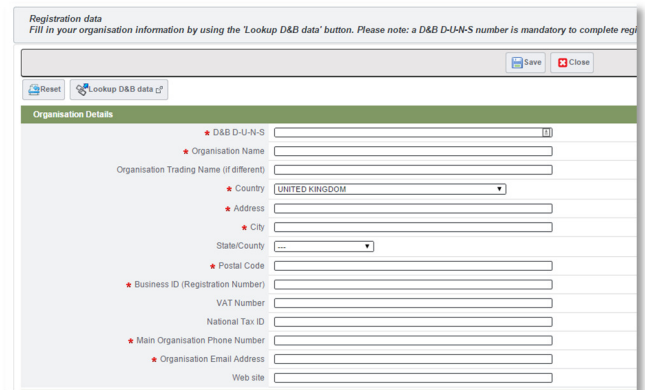 Registration data
Fill in your organisation information by using the 'Lookup D&B data' button. Please note: a D&B D-U-N-S number is mandatory to complete regi
Save Close
Reset Lookup D&B data
Organisation Details
* D&B D-U-N-S
* Organisation Name
Organisation Trading Name (if different)
* Country UNITED KINGDOM
* Address
* City
State/County ---
* Postal Code
* Business ID (Registration Number)
VAT Number
National Tax ID
* Main Organisation Phone Number
* Organisation Email Address
Web site